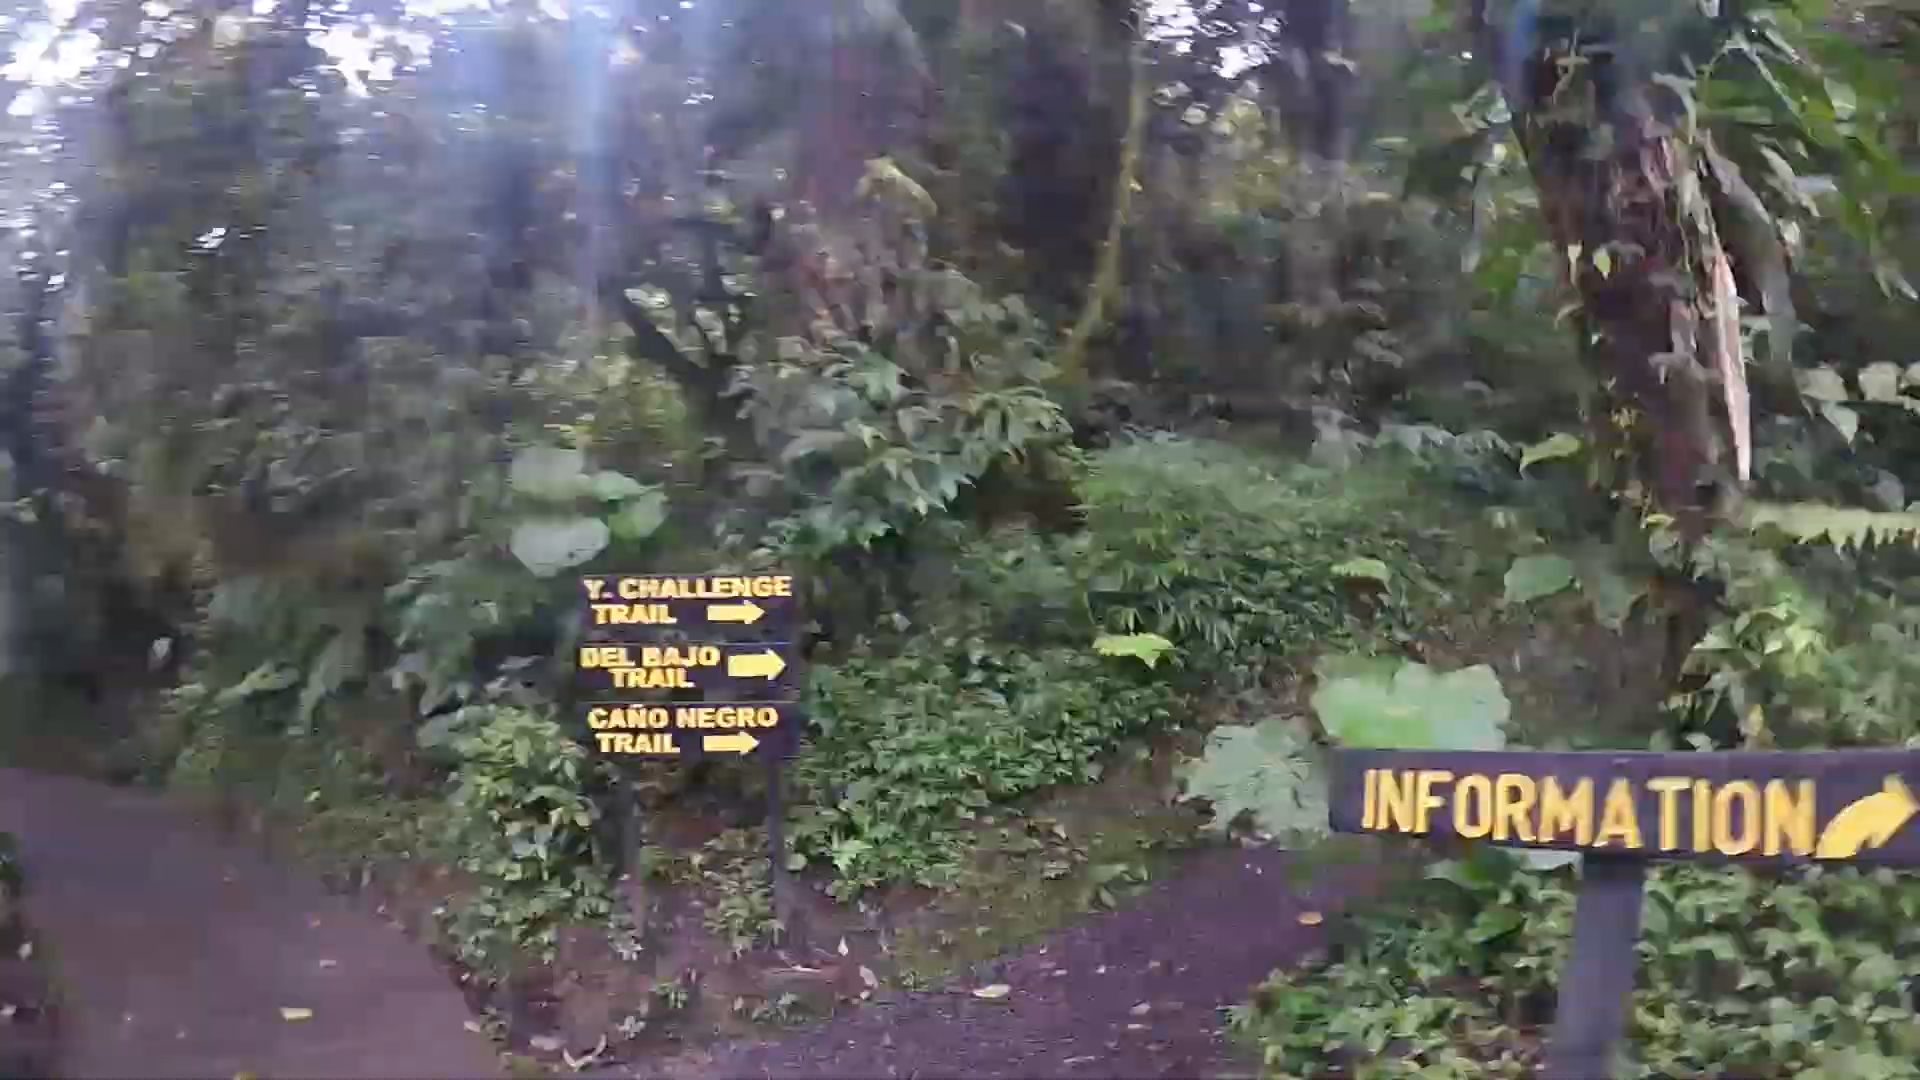 Y. CHALLENGE
TRAIL
DEL BAJO
TRAIL
CAÑO NEGRO
TRAIL
INFORMATION